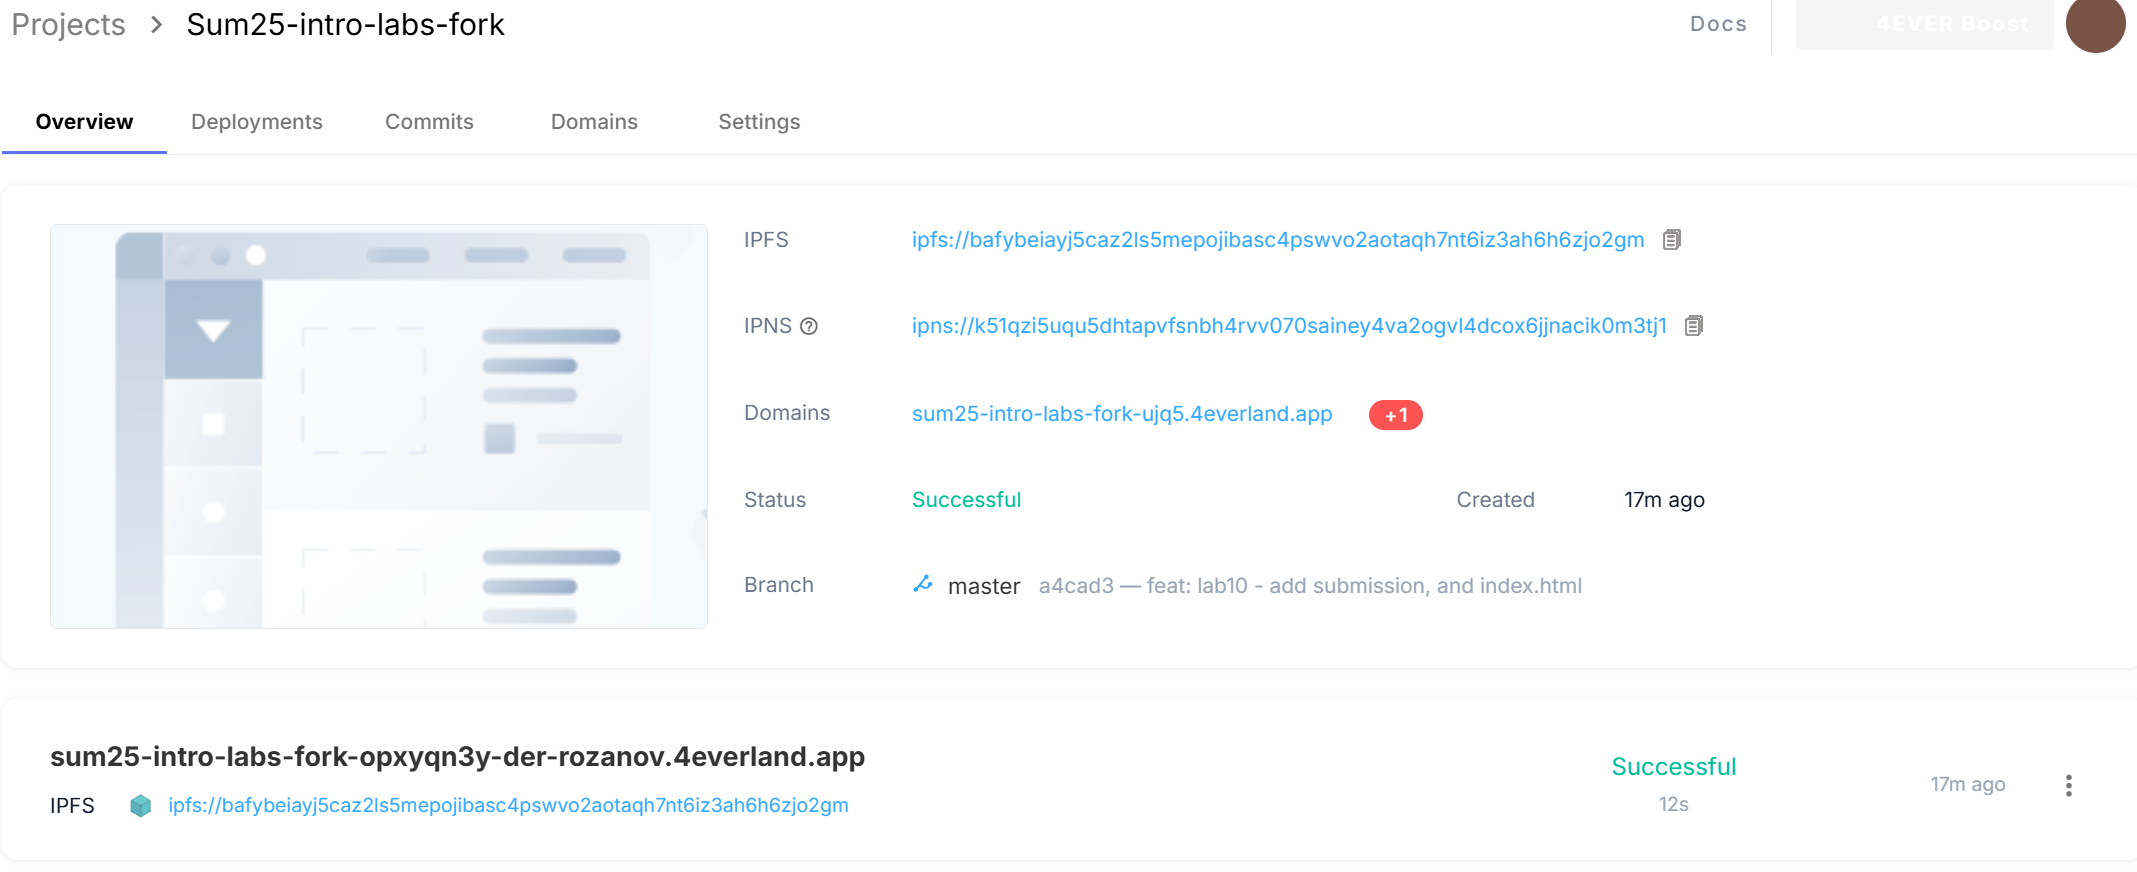 Projects > Sum25-intro-labs-fork
Docs
4EVER Boost
Overview
Deployments
Commits
Domains
Settings
IPFS
ipfs://bafybeiayj5caz2ls5mepojibasc4pswvo2aotaqh7nt6iz3ah6h6zjo2gm
IPNS
ipns://k51qzi5uqu5dhtapvfsnbh4rvv070sainey4va2ogvl4dcox6jjnacik0m3tj1
Domains
sum25-intro-labs-fork-ujq5.4everland.app
+1
Status
Successful
Created
17m ago
Branch
master
a4cad3 — feat: lab10 - add submission, and index.html
sum25-intro-labs-fork-opxyqn3y-der-rozanov.4everland.app
Successful
12s
17m ago
IPFS
ipfs://bafybeiayj5caz2ls5mepojibasc4pswvo2aotaqh7nt6iz3ah6h6zjo2gm